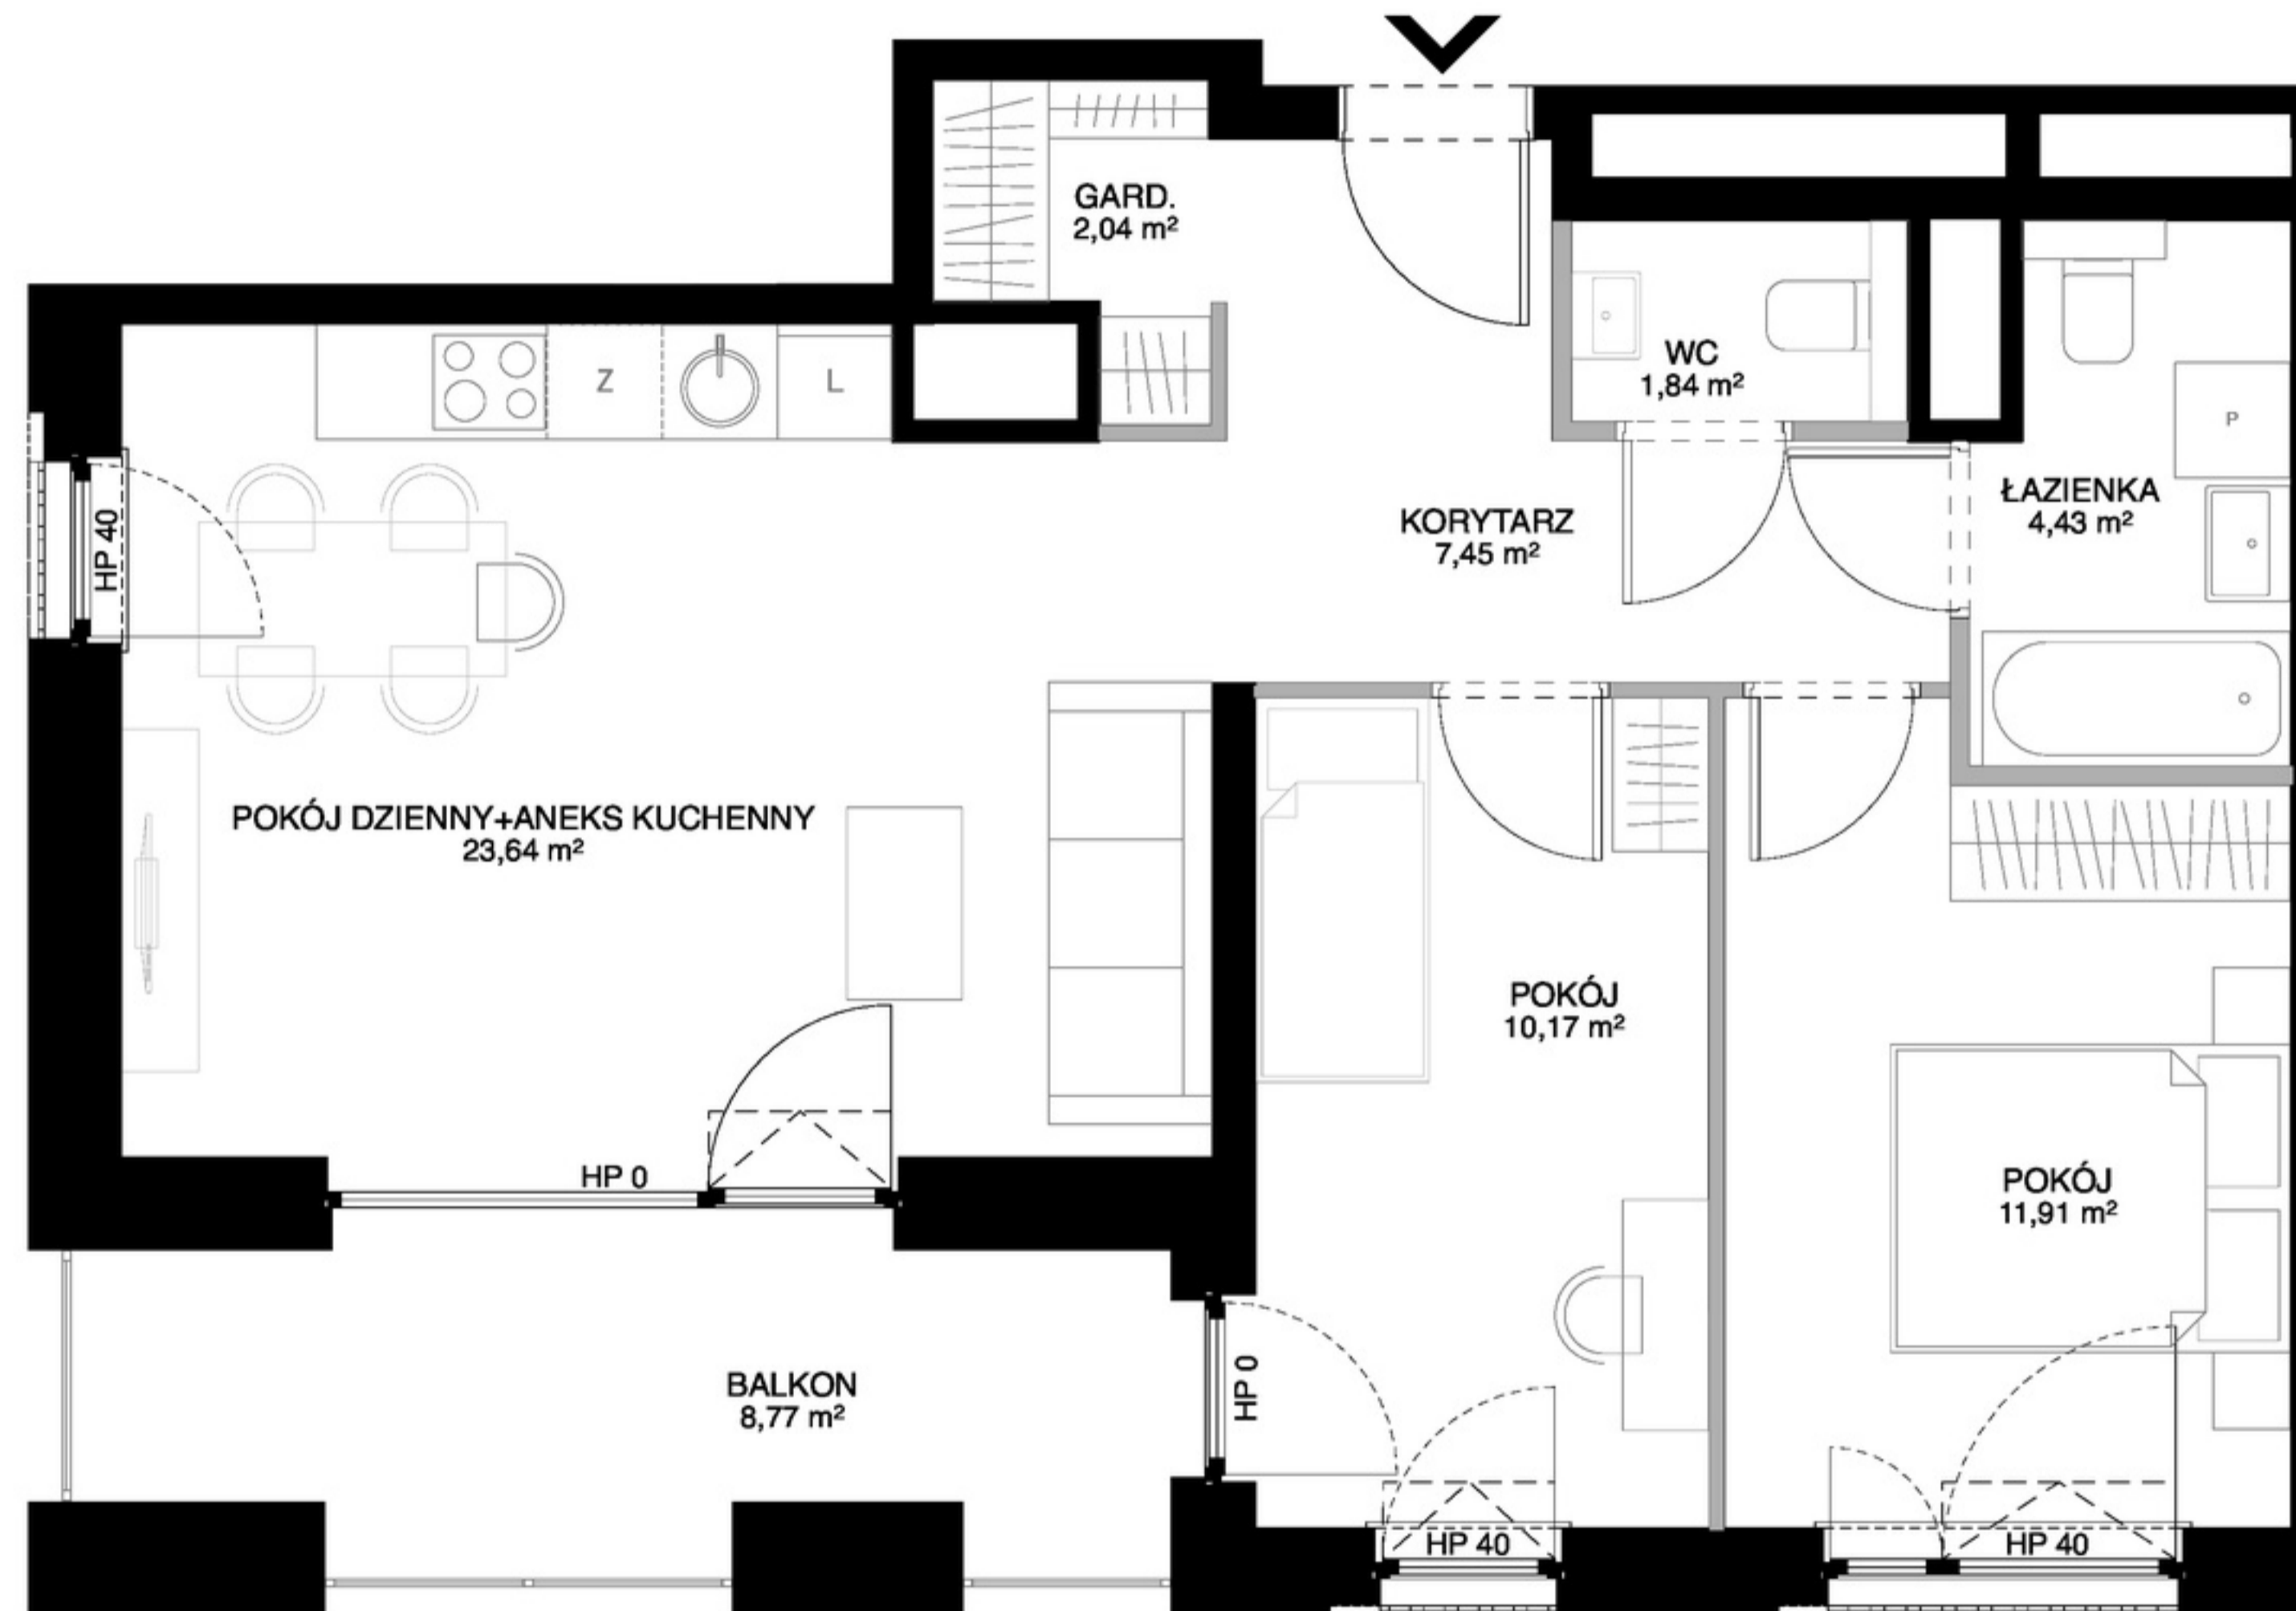 GARD.
2,04 m²
WC
1,84 m²
Z
L
P
HP 40
KORYTARZ
7,45 m²
ŁAZIENKA
4,43 m²
POKÓJ DZIENNY+ANEKS KUCHENNY
23,64 m²
POKÓJ
10,17 m²
POKÓJ
11,91 m²
HP 0
BALKON
8,77 m²
HP 0
HP 40
HP 40